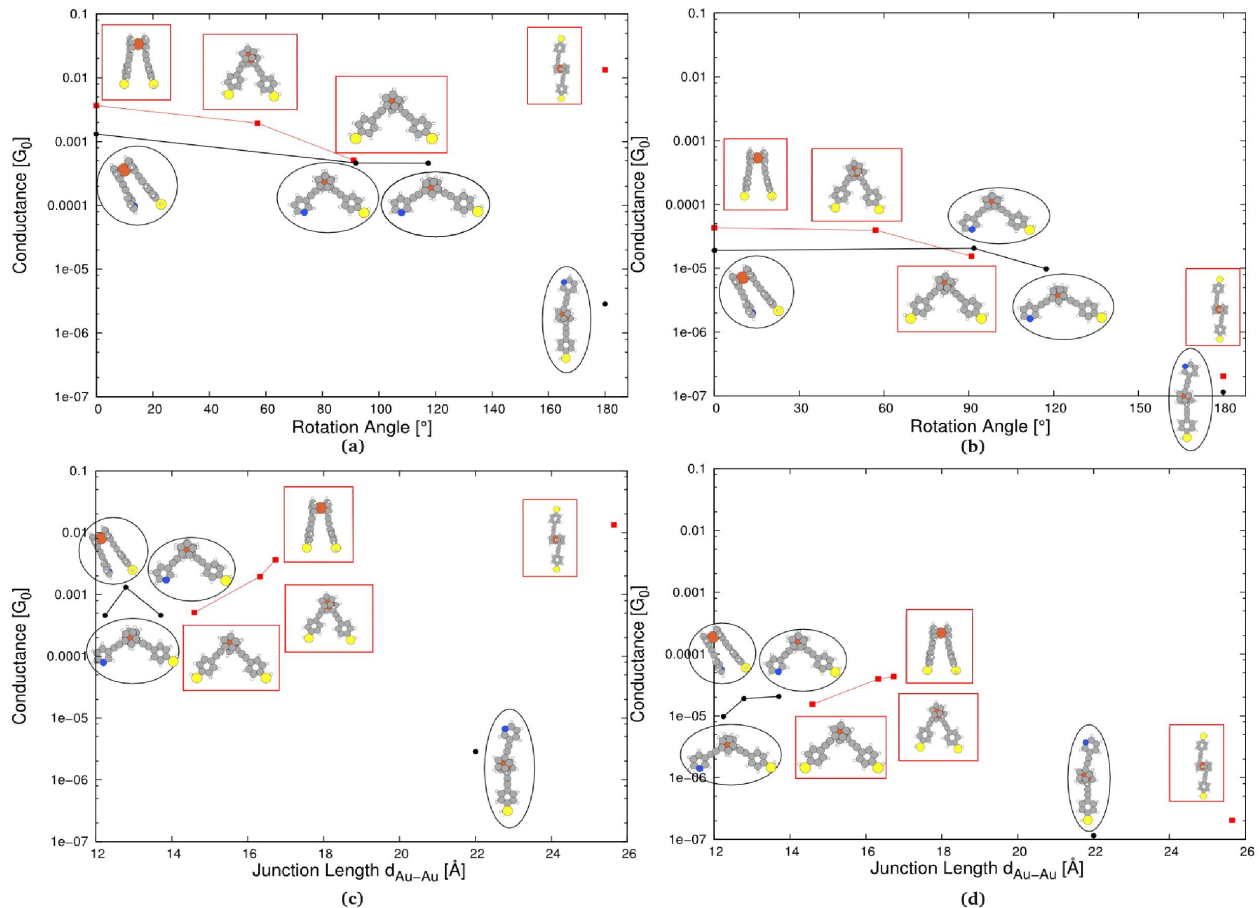 0.1
0.01
0.001
0.0001
1e−05
1e−06
1e−07
Conductance [G0]
0 20 40 60 80 100 120 140 160 180
Rotation Angle [°]
(a)
0.1
0.01
0.001
0.0001
1e−05
1e−06
1e−07
Conductance [G0]
0 30 60 90 120 150 180
Rotation Angle [°]
(b)
0.1
0.01
0.001
0.0001
1e−05
1e−06
1e−07
Conductance [G0]
12 14 16 18 20 22 24 26
Junction Length dAu−Au [Å]
(c)
0.1
0.01
0.001
0.0001
1e−05
1e−06
1e−07
Conductance [G0]
12 14 16 18 20 22 24 26
Junction Length dAu−Au [Å]
(d)